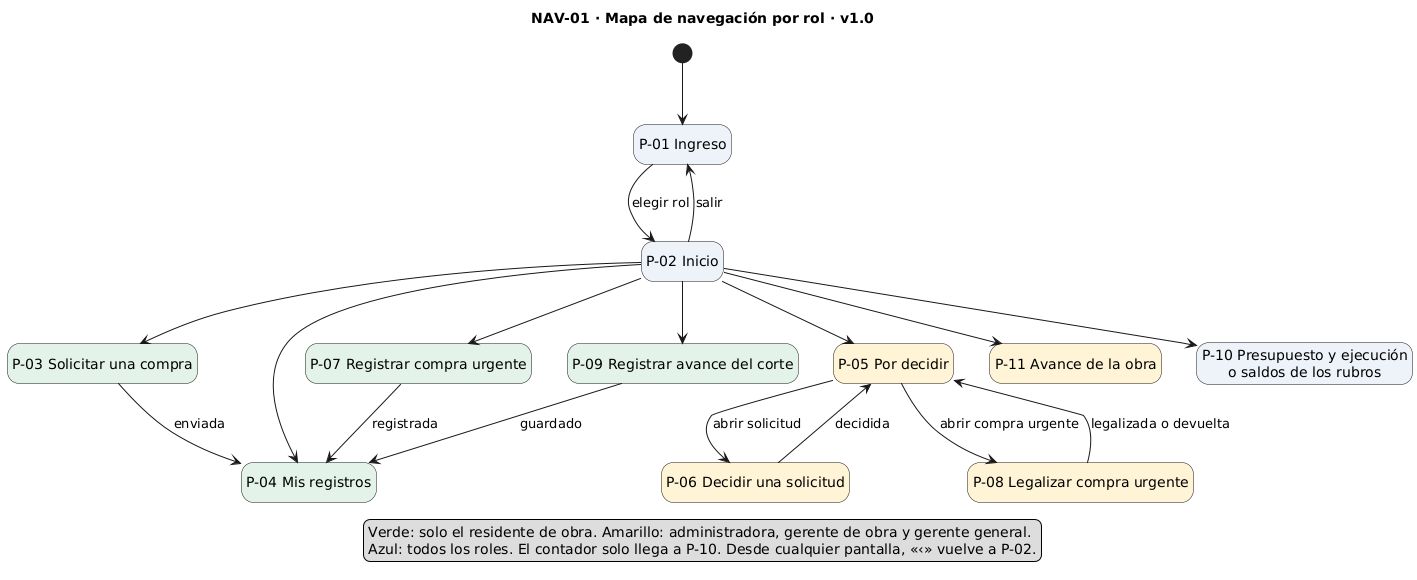 NAV-01 · Mapa de navegación por rol · v1.0
P-01 Ingreso
elegir rol
salir
P-02 Inicio
P-03 Solicitar una compra
P-07 Registrar compra urgente
P-09 Registrar avance del corte
P-05 Por decidir
P-11 Avance de la obra
P-10 Presupuesto y ejecución
o saldos de los rubros
enviada
registrada
guardado
abrir solicitud
decidida
abrir compra urgente
legalizada o devuelta
P-04 Mis registros
P-06 Decidir una solicitud
P-08 Legalizar compra urgente
Verde: solo el residente de obra. Amarillo: administradora, gerente de obra y gerente general.
Azul: todos los roles. El contador solo llega a P-10. Desde cualquier pantalla, «‹» vuelve a P-02.